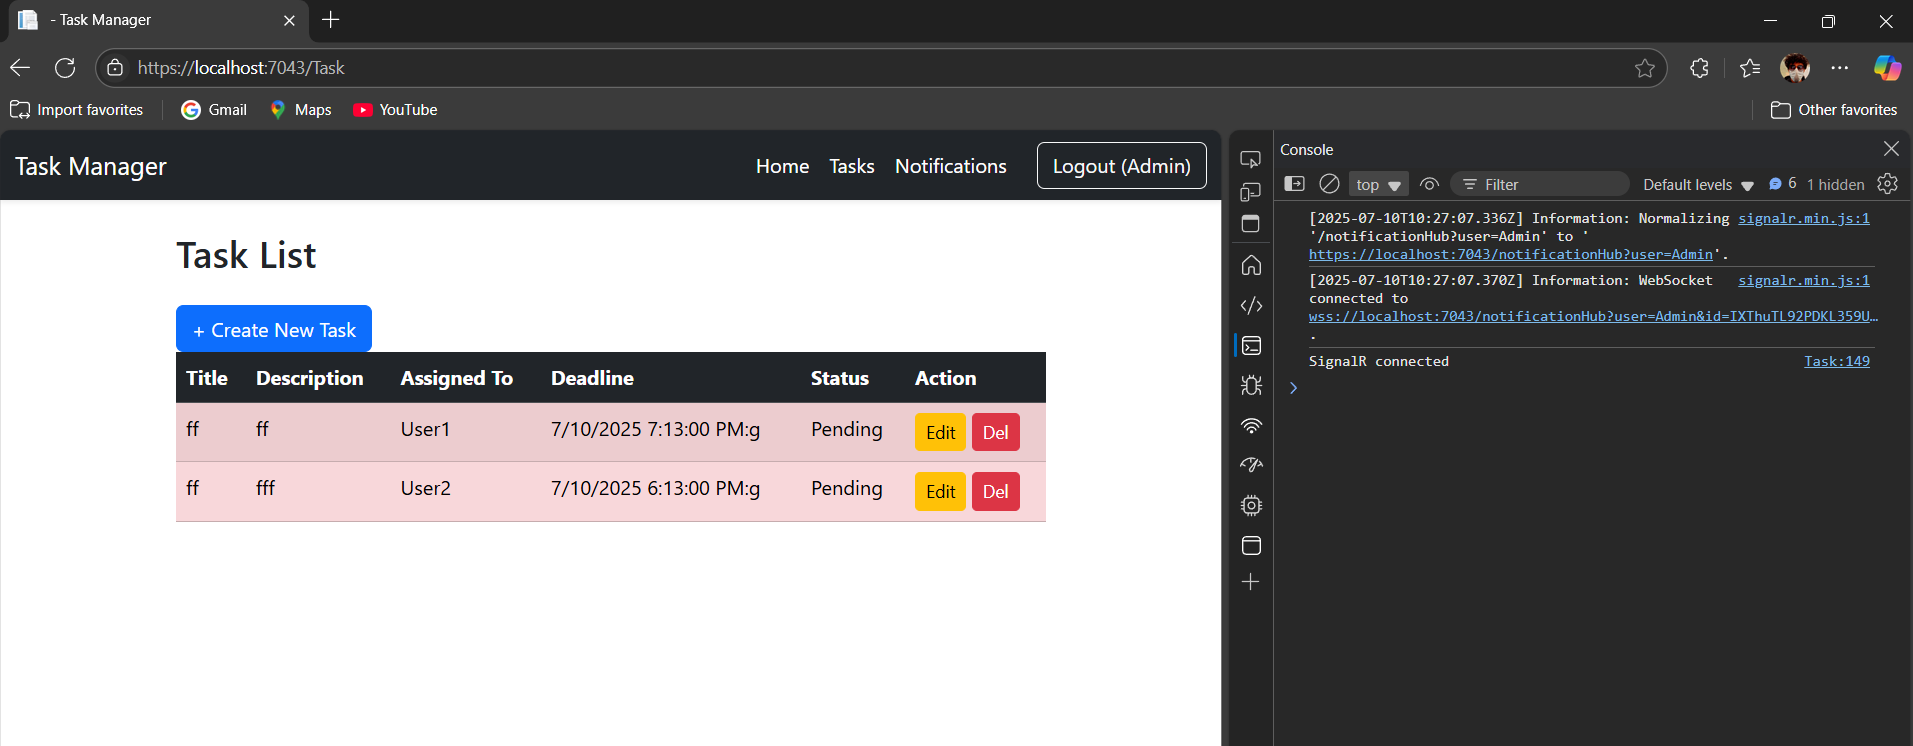 - Task Manager
https://localhost:7043/Task
Import favorites
Gmail
Maps
YouTube
Other favorites
Task Manager
Home
Tasks
Notifications
Logout (Admin)
Task List
+ Create New Task
Title Description Assigned To Deadline Status Action
ff ff User1 7/10/2025 7:13:00 PM:g Pending Edit Del
ff fff User2 7/10/2025 6:13:00 PM:g Pending Edit Del
Console
top
Filter
Default levels
6
1 hidden
[2025-07-10T10:27:07.336Z] Information: Normalizing signalr.min.js:1
'/notificationHub?user=Admin' to '
https://localhost:7043/notificationHub?user=Admin'.
[2025-07-10T10:27:07.370Z] Information: WebSocket signalr.min.js:1
connected to
wss://localhost:7043/notificationHub?user=Admin&id=IXThuTL92PDKL359U…
.
SignalR connected Task:149